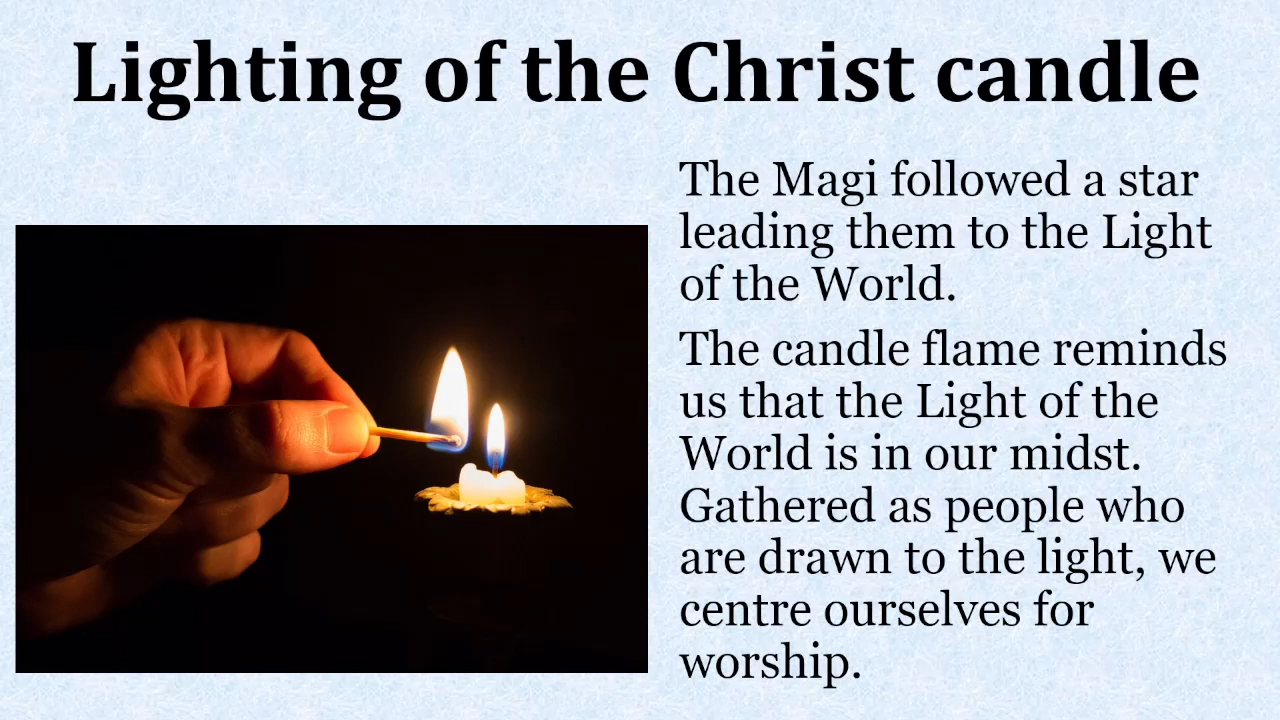 Lighting of the Christ candle
The Magi followed a star
leading them to the Light
of the World.
The candle flame reminds
us that the Light of the
World is in our midst.
Gathered as people who
are drawn to the light, we
centre ourselves for
worship.